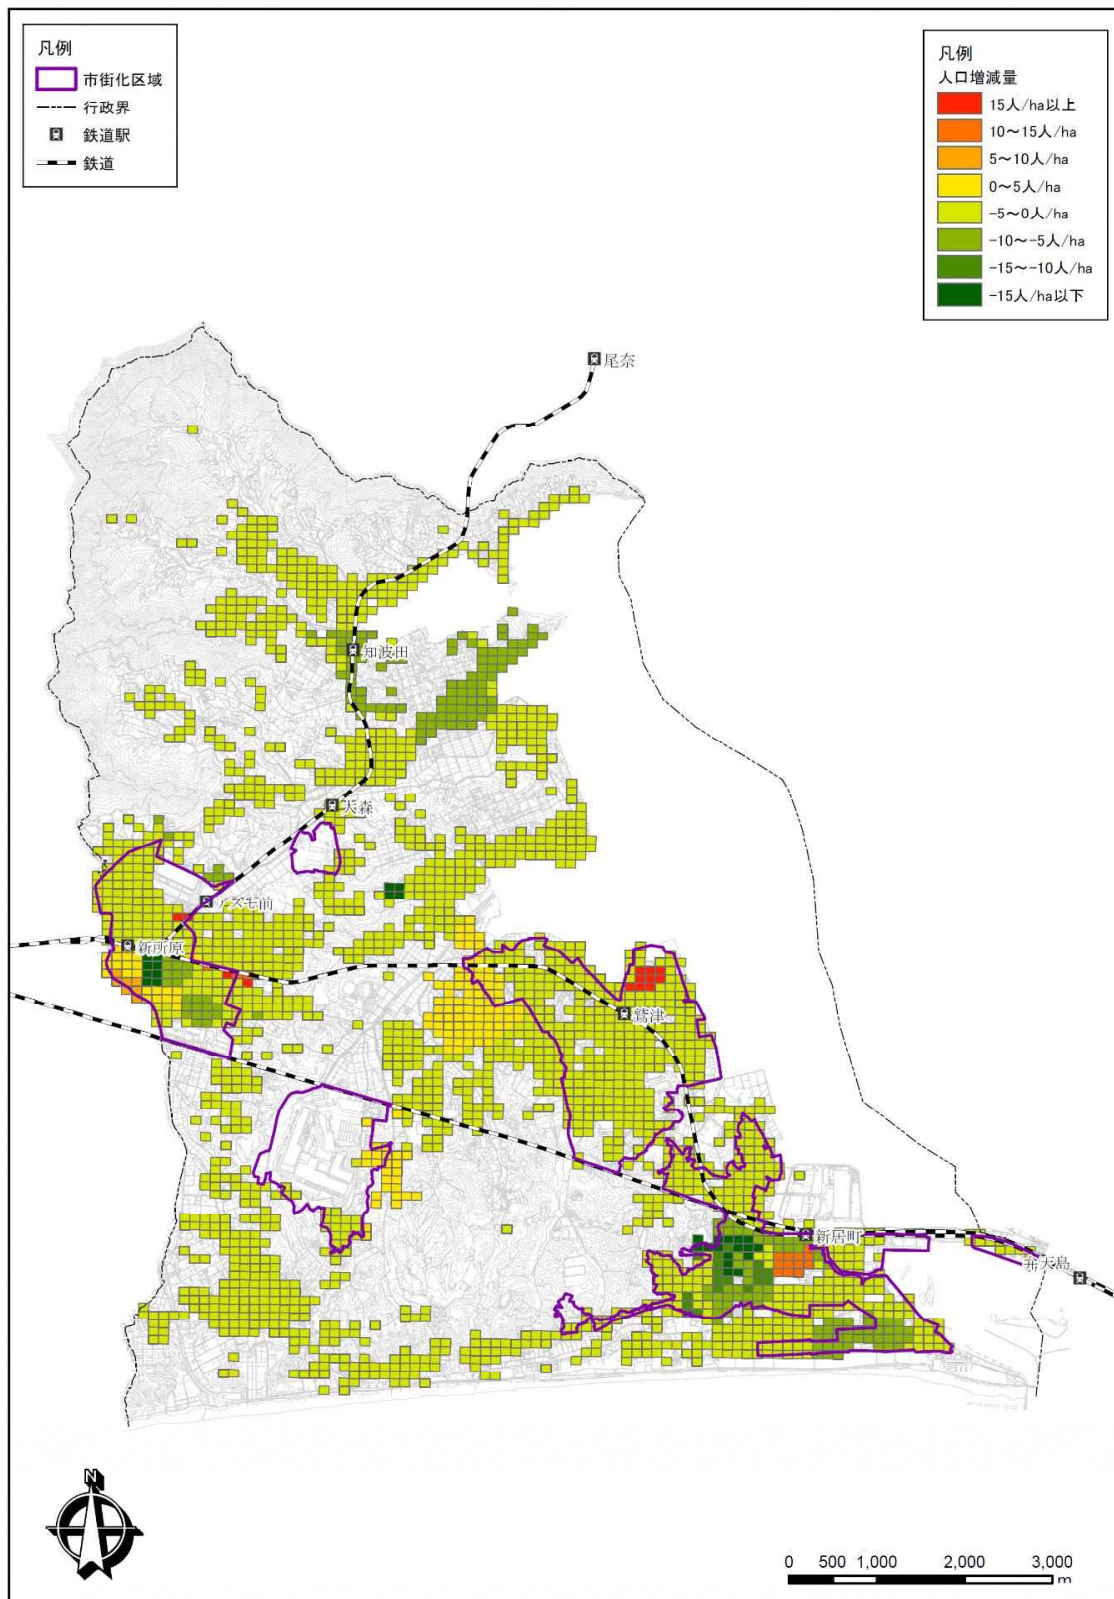 凡例
市街化区域
行政界
鉄道駅
鉄道
凡例
人口増減量
15人/ha以上
10～15人/ha
5～10人/ha
0～5人/ha
-5～0人/ha
-10～-5人/ha
-15～-10人/ha
-15人/ha以下
尾奈
知波田
大森
アスモ前
新所原
鷲津
新居町
弁天島
N
0 500 1,000 2,000 3,000
m